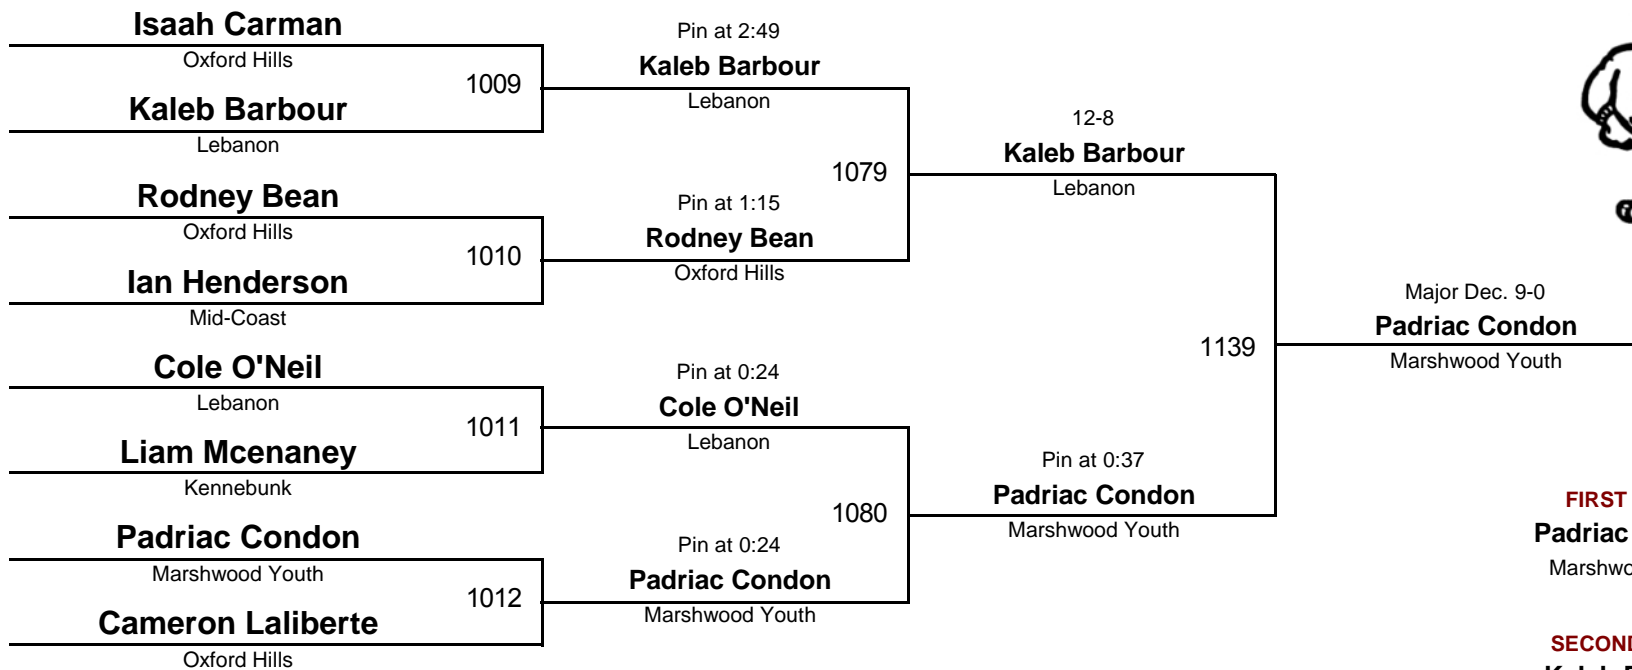 Isaah Carman
Oxford Hills
1009
Kaleb Barbour
Lebanon
Rodney Bean
Oxford Hills
1010
Ian Henderson
Mid-Coast
Cole O'Neil
Lebanon
1011
Liam Mcenaney
Kennebunk
Padriac Condon
Marshwood Youth
1012
Cameron Laliberte
Oxford Hills
Pin at 2:49
Kaleb Barbour
Lebanon
1079
Pin at 1:15
Rodney Bean
Oxford Hills
Pin at 0:24
Cole O'Neil
Lebanon
1080
Pin at 0:24
Padriac Condon
Marshwood Youth
12-8
Kaleb Barbour
Lebanon
1139
Pin at 0:37
Padriac Condon
Marshwood Youth
Major Dec. 9-0
Padriac Condon
Marshwood Youth
FIRST
Padriac
Marshwo
SECOND